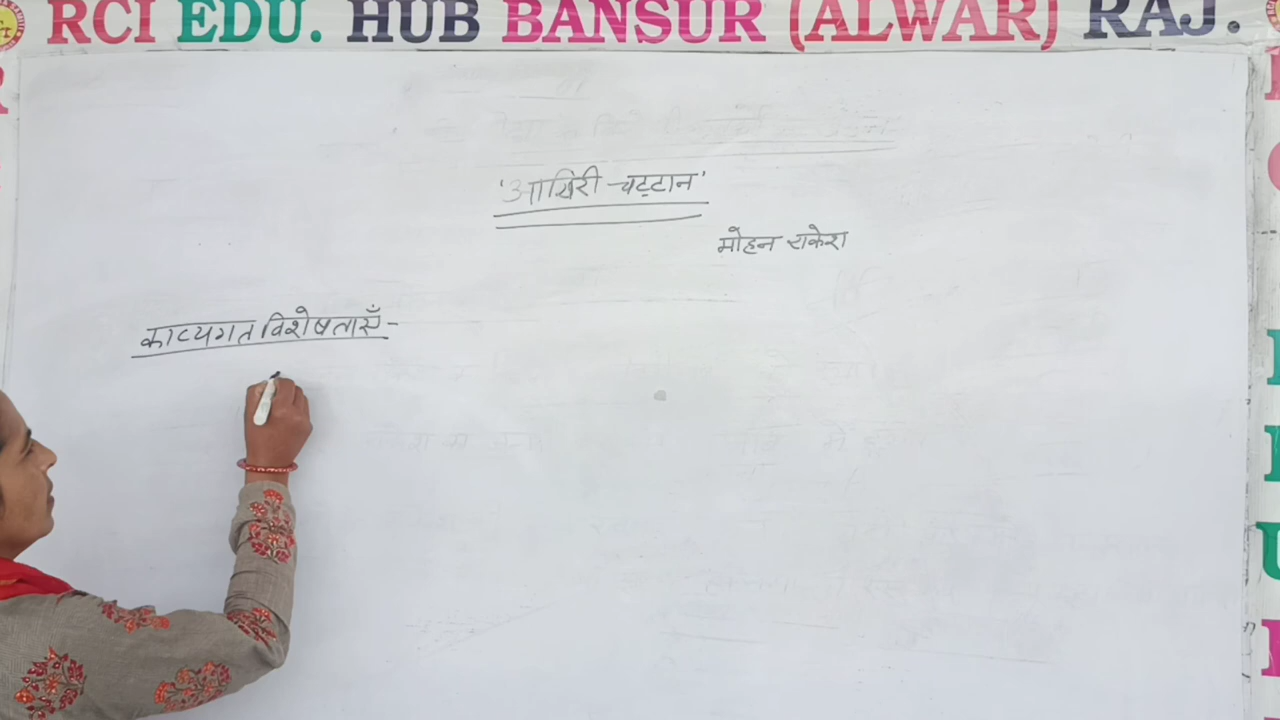 RCI EDU. HUB BANSUR (ALWAR) RAJ.
'आखिरी चट्टान'
मोहन राकेश
काव्यगत विशेषताएँ -